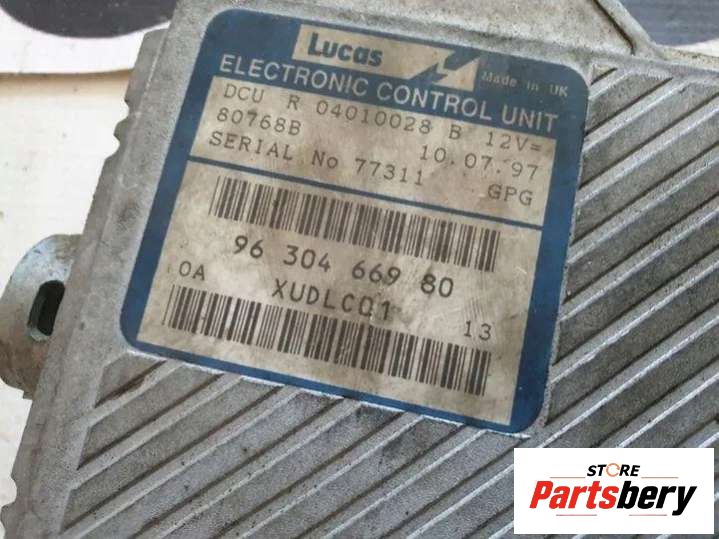 Lucas
Made in UK
ELECTRONIC CONTROL UNIT
DCU R 04010028 B 12V=
80768B 10.07.97
SERIAL No 77311 GPG
96 304 669 80
0A XUDLC01 13
STORE
Partsbery